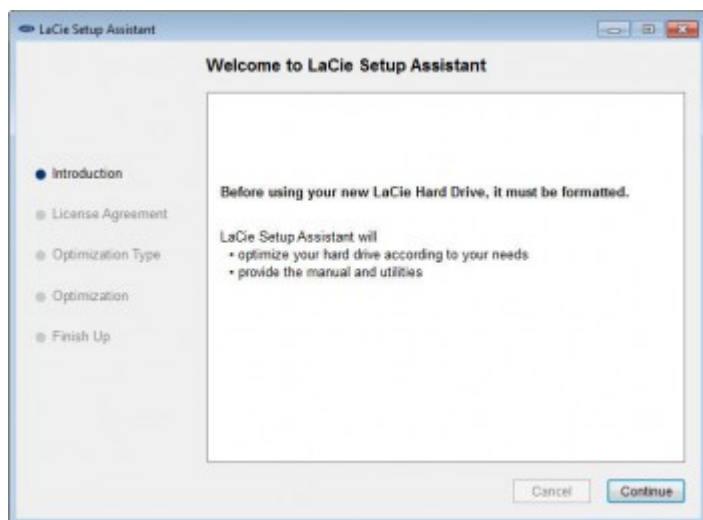 LaCie Setup Assistant
Welcome to LaCie Setup Assistant
Introduction
License Agreement
Optimization Type
Optimization
Finish Up
Before using your new LaCie Hard Drive, it must be formatted.
LaCie Setup Assistant will
• optimize your hard drive according to your needs
• provide the manual and utilities
Cancel
Continue